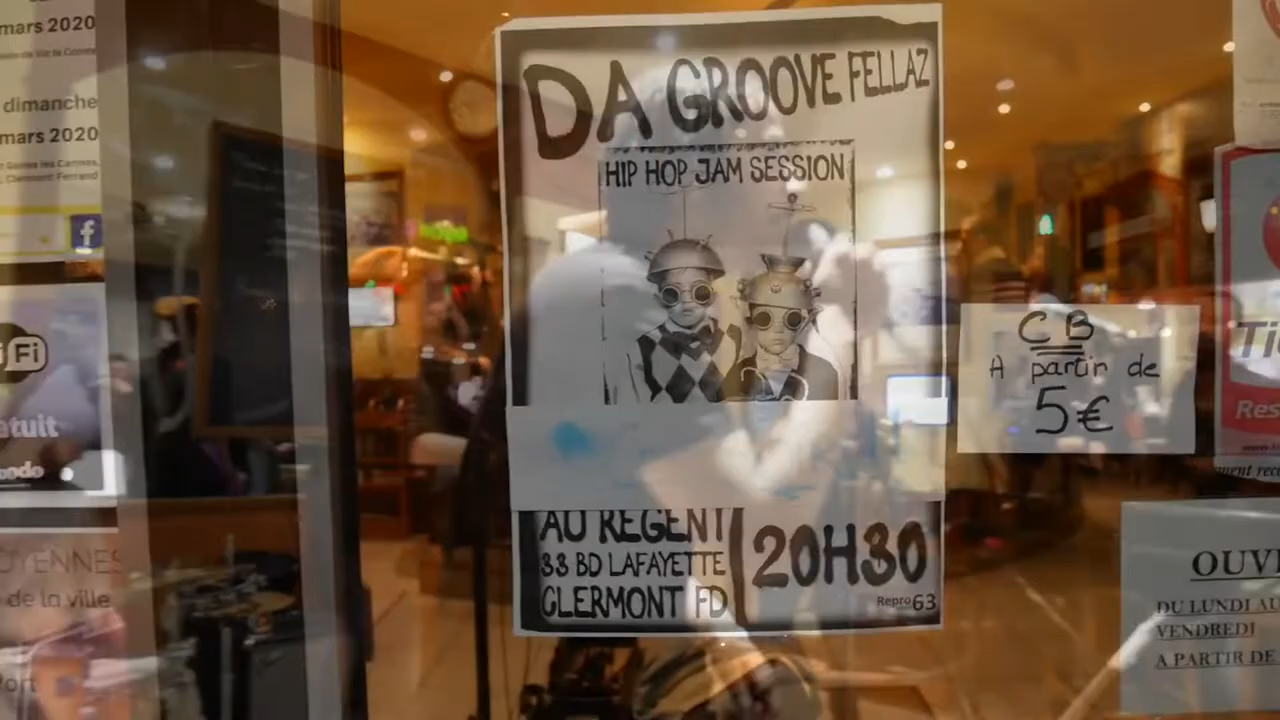 mars 2020
dimanche
mars 2020
Clermont Ferrand
f
Fi
de la ville
DA GROOVE FELLAZ
HIP HOP JAM SESSION
AU REGENT
33 BD LAFAYETTE
CLERMONT FD
20H30
Repro63
CB
A partir de
5€
Res
OUV
DU LUNDI AU
VENDREDI
A PARTIR DE